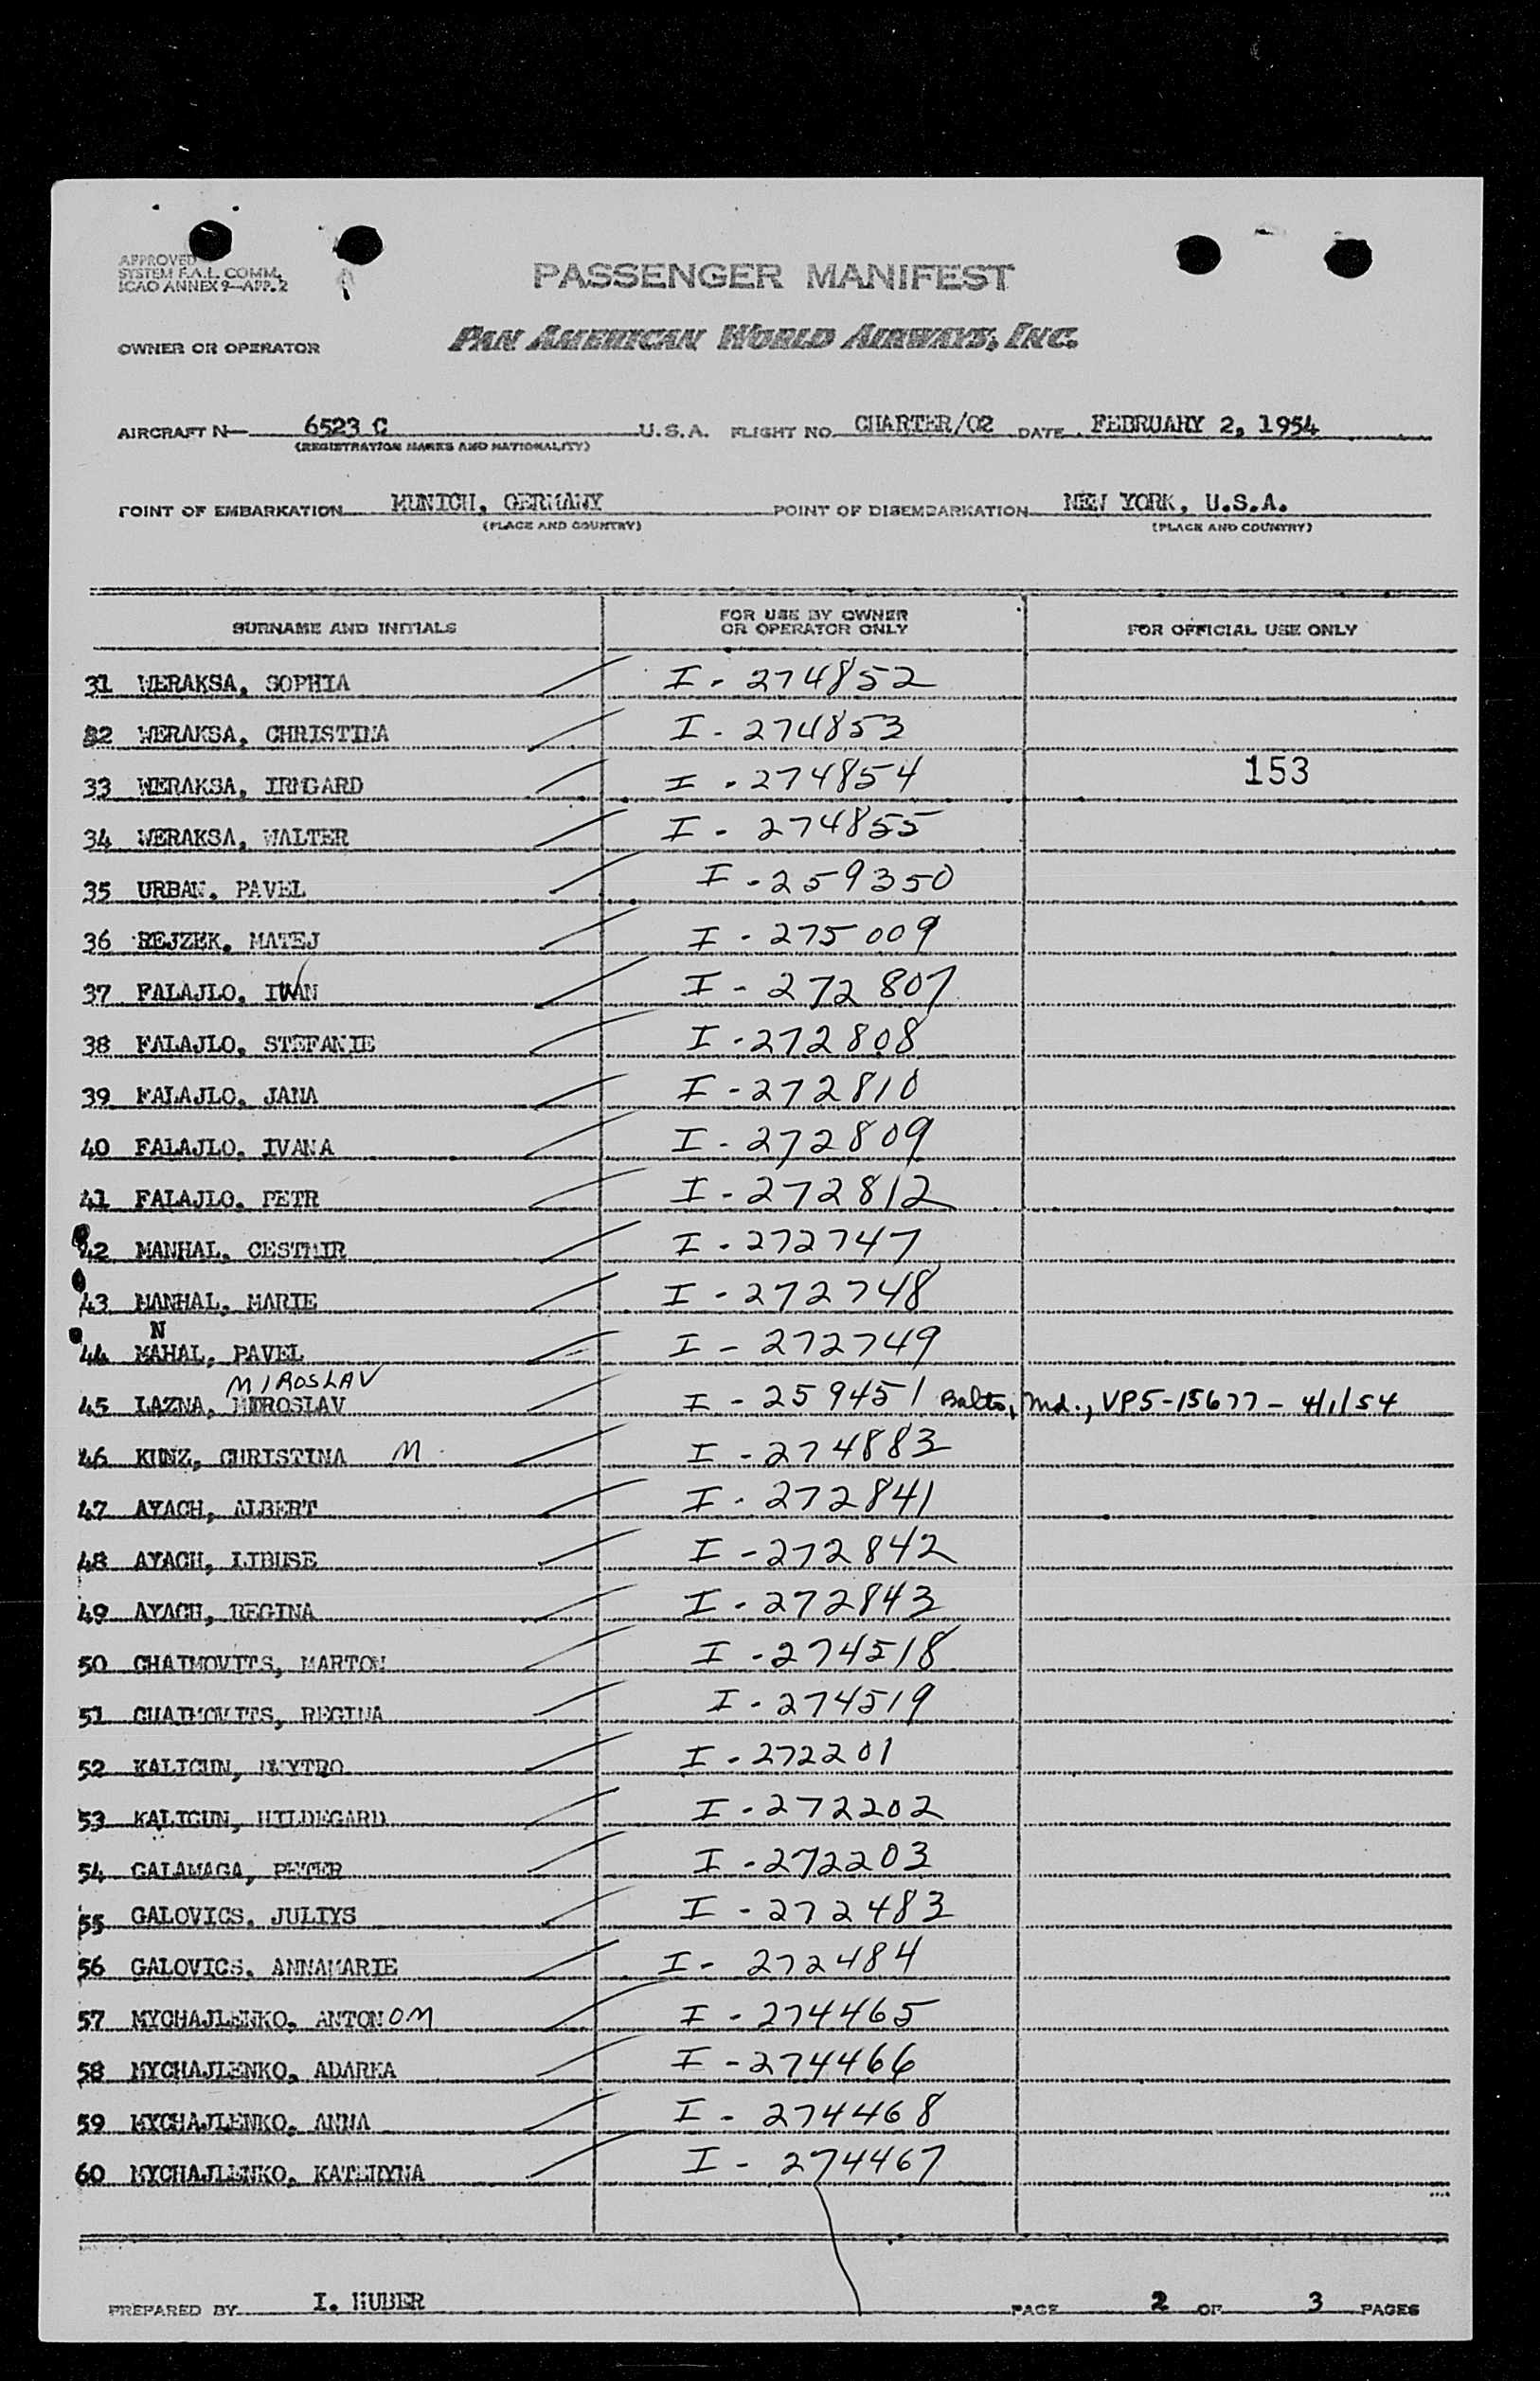 APPROVED
SYSTEM F.A.L. COMM.
ICAO ANNEX 9—APP. 2
PASSENGER MANIFEST
OWNER OR OPERATOR PAN AMERICAN WORLD AIRWAYS, INC.
AIRCRAFT N— 6523 C U.S.A. FLIGHT NO. CHARTER/02 DATE FEBRUARY 2, 1954
(REGISTRATION MARKS AND NATIONALITY)
POINT OF EMBARKATION MUNICH, GERMANY POINT OF DISEMBARKATION NEW YORK, U.S.A.
(PLACE AND COUNTRY) (PLACE AND COUNTRY)
SURNAME AND INITIALS FOR USE BY OWNER OR OPERATOR ONLY FOR OFFICIAL USE ONLY
31 WERAKSA, SOPHIA I - 274852
32 WERAKSA, CHRISTINA I - 274853
33 WERAKSA, IRMGARD I - 274854 153
34 WERAKSA, WALTER I - 274855
35 URBAN, PAVEL I - 259350
36 REJZEK, MATEJ I - 275009
37 FALAJLO, IWAN I - 272807
38 FALAJLO, STEFANIE I - 272808
39 FALAJLO, JANA I - 272810
40 FALAJLO, IVANA I - 272809
41 FALAJLO, PETR I - 272812
42 MANHAL, CESTMIR I - 272747
43 MANHAL, MARIE I - 272748
N
44 MAHAL, PAVEL I - 272749
MIROSLAV
45 LAZNA, MOROSLAV I - 259451 Balto, Md., VP5-15677 - 4/1/54
46 KUNZ, CHRISTINA M I - 274883
47 AYACH, ALBERT I - 272841
48 AYACH, LIBUSE I - 272842
49 AYACH, REGINA I - 272843
50 CHAIMOVITS, MARTON I - 274518
51 CHAIMOVITS, REGINA I - 274519
52 KALICUN, DMYTRO I - 272201
53 KALICUN, HILDEGARD I - 272202
54 GALAMAGA, PETER I - 272203
55 GALOVICS, JULIYS I - 272483
56 GALOVICS, ANNAMARIE I - 272484
57 MYCHAJLENKO, ANTON OM I - 274465
58 MYCHAJLENKO, ADARKA I - 274466
59 MYCHAJLENKO, ANNA I - 274468
60 MYCHAJLENKO, KATERYNA I - 274467
PREPARED BY I. HUBER PAGE 2 OF 3 PAGES